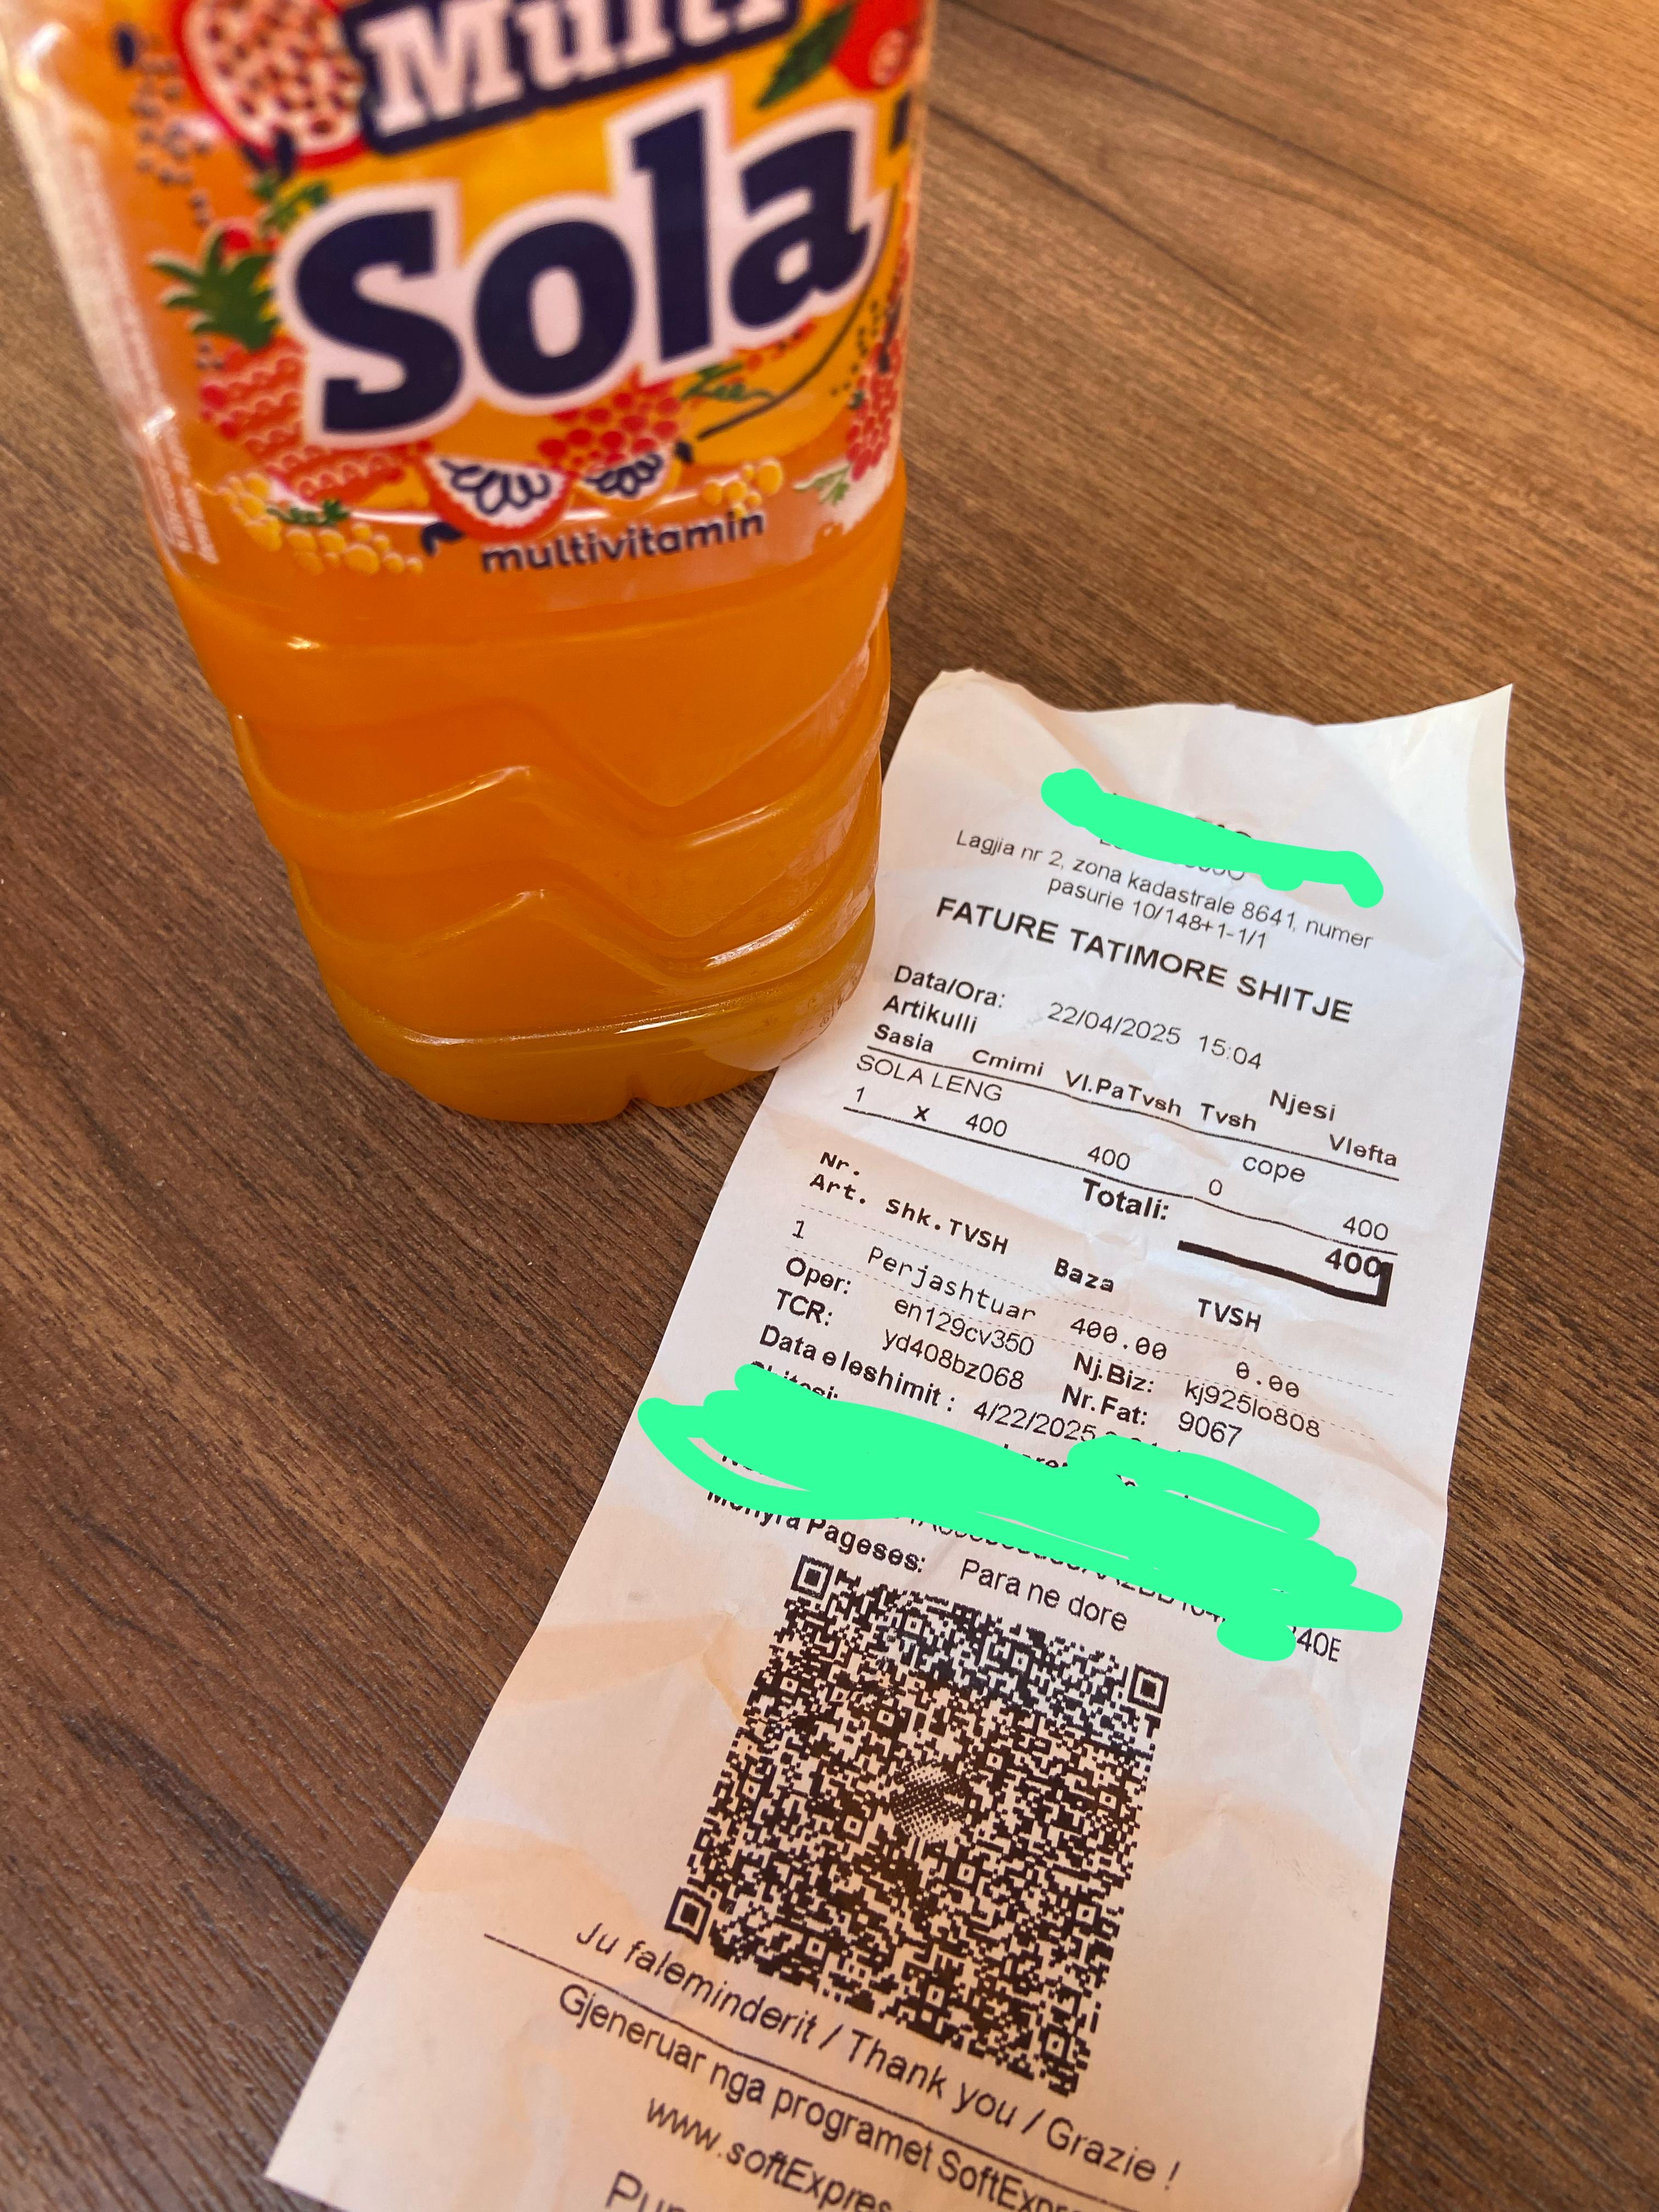 Multi
Sola
multivitamin
Lagjia nr 2, zona kadastrale 8641, numer
pasurie 10/148+1-1/1
FATURE TATIMORE SHITJE
Data/Ora: 22/04/2025 15:04
Artikulli Njesi
Sasia Cmimi Vl.PaTvsh Tvsh Vlefta
SOLA LENG cope
1 x 400 400 0 400
Totali: 400
Nr.
Art. Shk.TVSH Baza TVSH
1 Perjashtuar 400.00 0.00
Oper: en129cv350 Nj.Biz: kj925lo808
TCR: yd408bz068 Nr.Fat: 9067
Data e leshimit : 4/22/2025
Menyra Pageses: Para ne dore
Ju faleminderit / Thank you / Grazie !
Gjeneruar nga programet